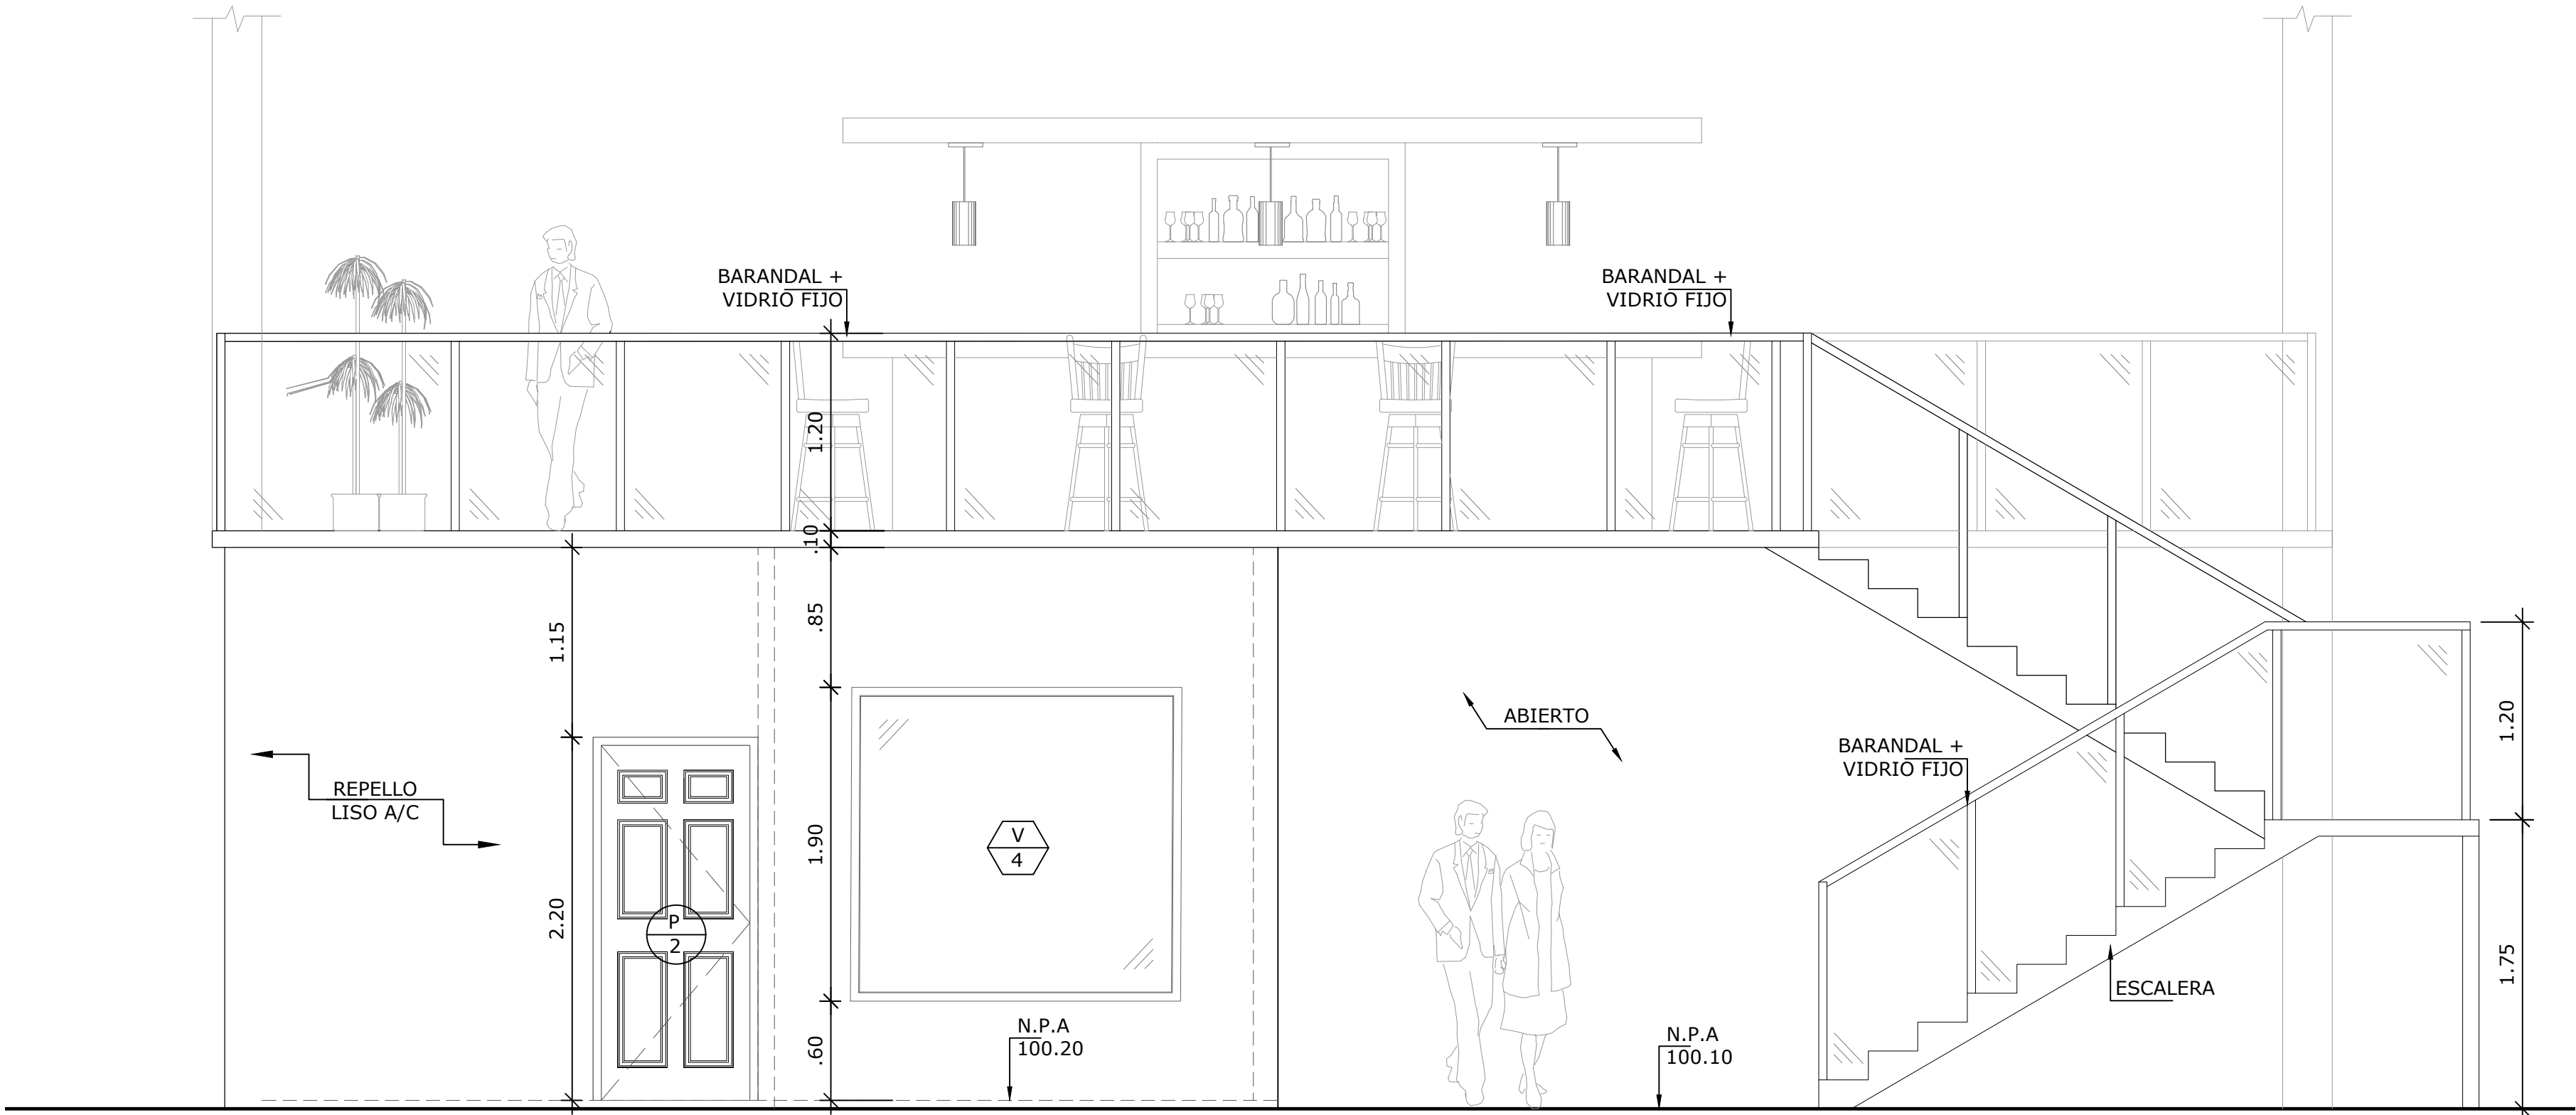 BARANDAL +
VIDRIO FIJO
BARANDAL +
VIDRIO FIJO
1.20
.10
.85
1.15
1.20
ABIERTO
BARANDAL +
VIDRIO FIJO
REPELLO
LISO A/C
V
4
1.90
2.20
P
2
1.75
ESCALERA
N.P.A
100.20
N.P.A
100.10
.60